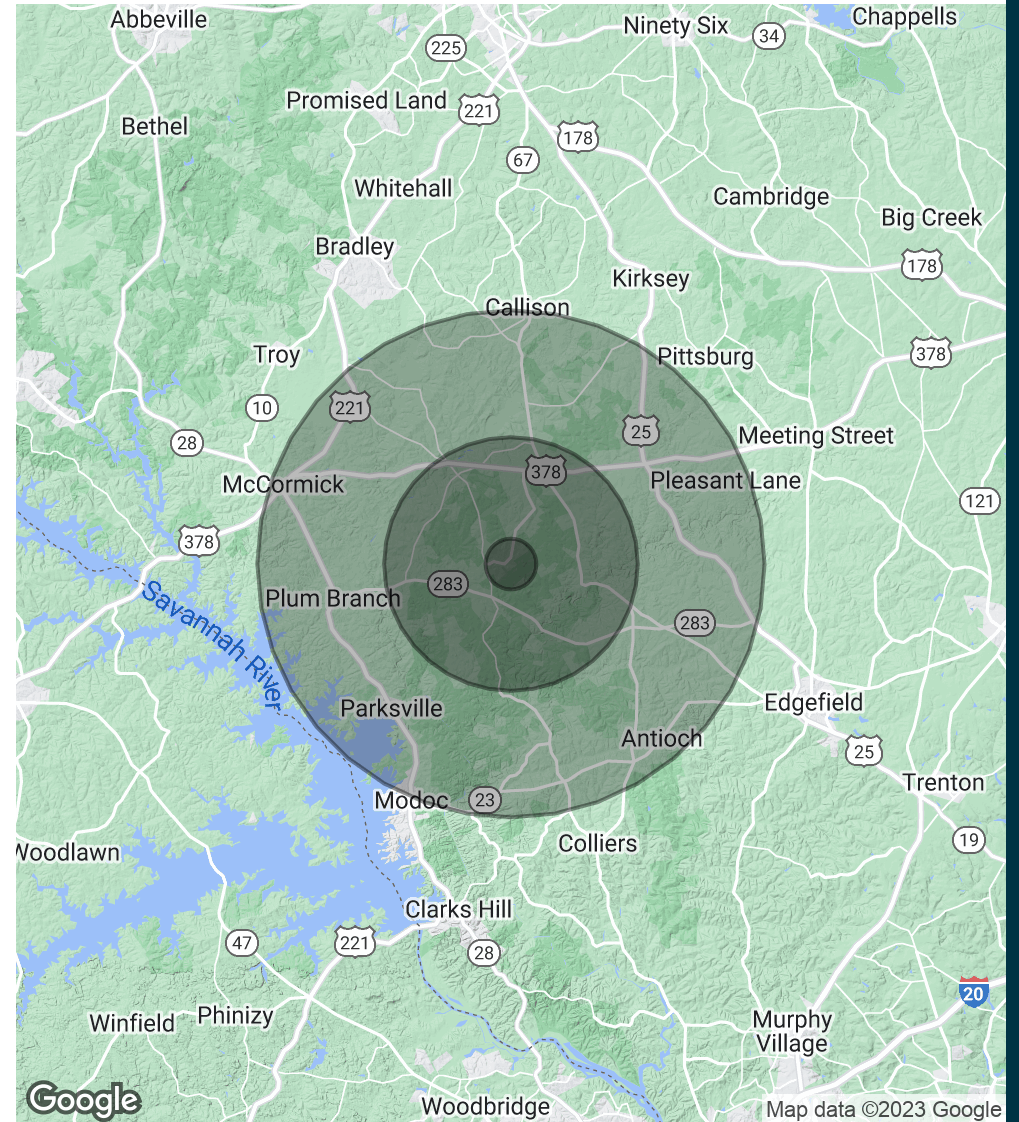 Abbeville
Ninety Six
Chappells
34
225
Promised Land
221
Bethel
178
67
Whitehall
Cambridge
Big Creek
Bradley
178
Kirksey
Callison
Troy
Pittsburg
378
10
221
25
28
Meeting Street
McCormick
378
Pleasant Lane
121
378
283
Plum Branch
283
Savannah River
Edgefield
Parksville
Antioch
25
Trenton
Modoc
23
19
Woodlawn
Colliers
Clarks Hill
47
221
28
20
Winfield
Phinizy
Murphy
Village
Google
Woodbridge
Map data ©2023 Google